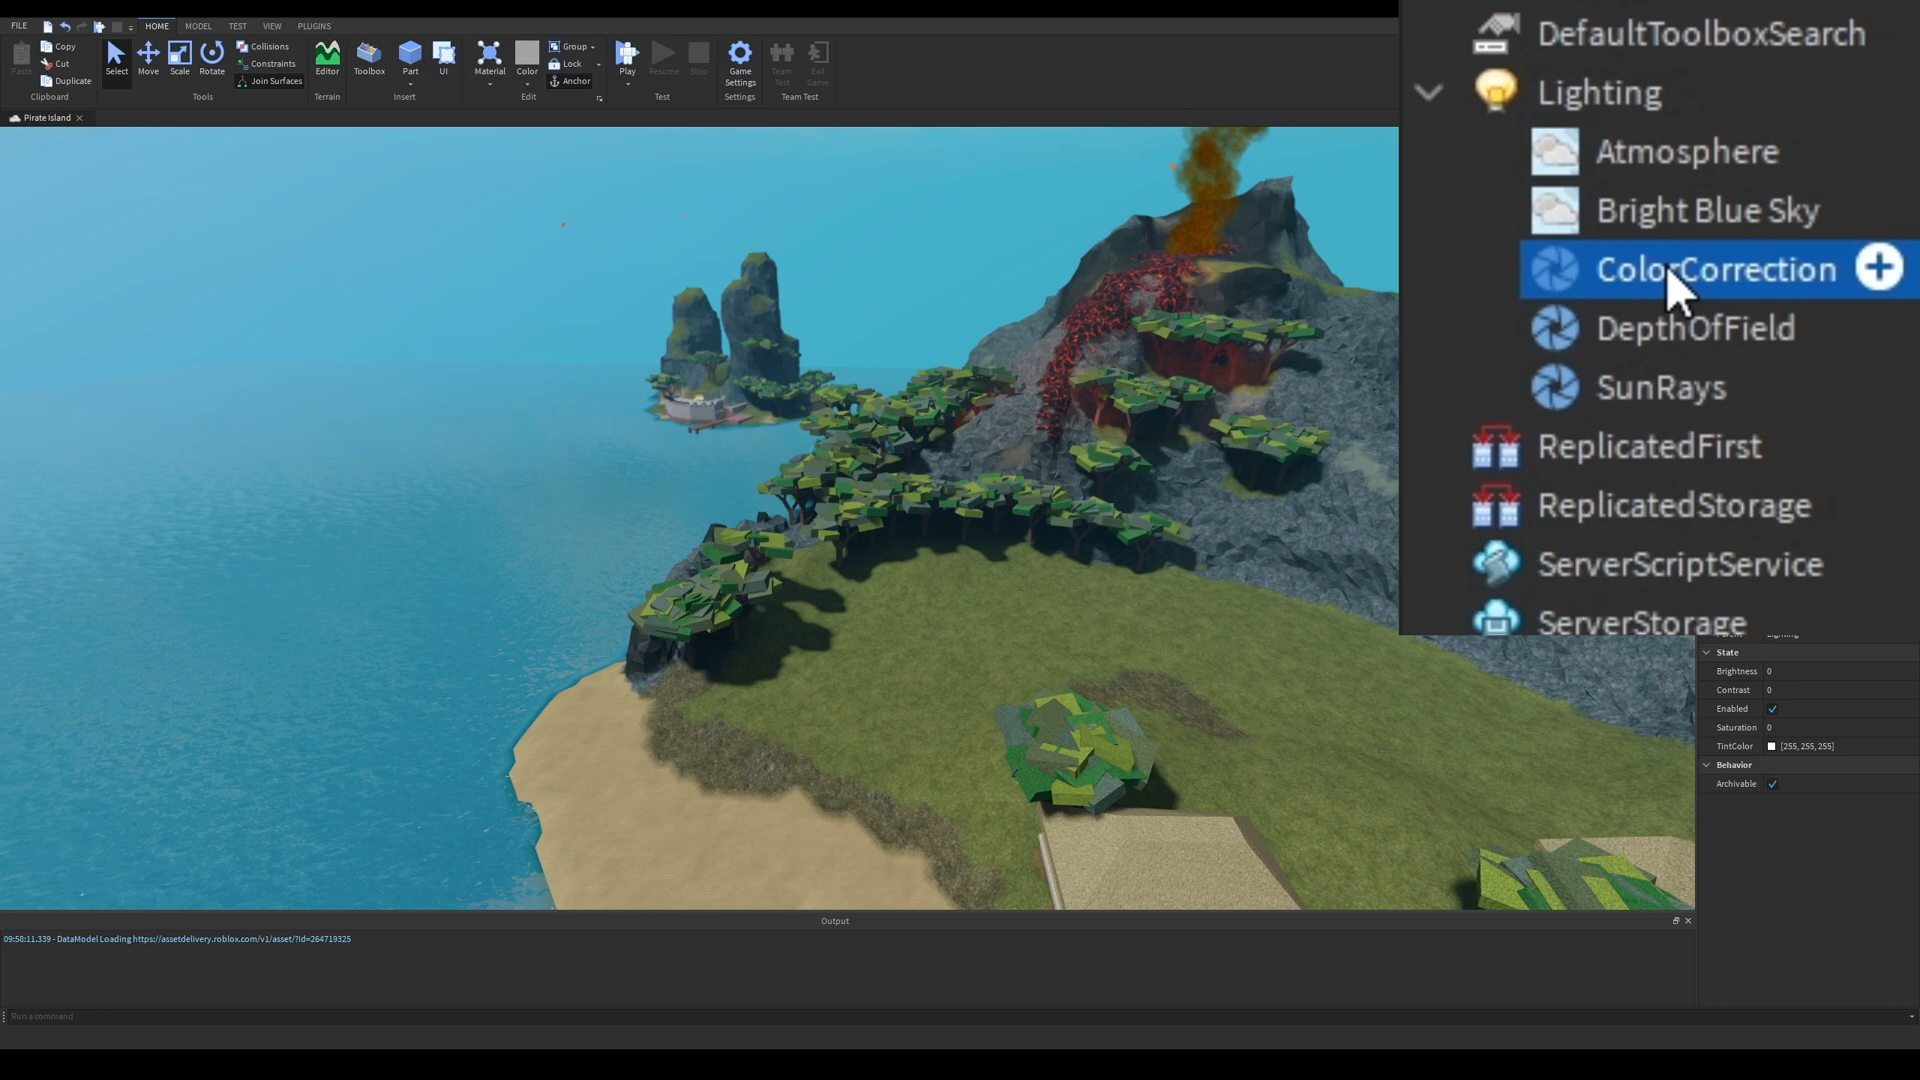 FILE HOME MODEL TEST VIEW PLUGINS
Copy
Cut
Paste
Duplicate
Clipboard
Select
Move
Scale
Rotate
Collisions
Constraints
Join Surfaces
Tools
Editor
Terrain
Toolbox
Part
UI
Insert
Material
Color
Group
Lock
Anchor
Edit
Play
Resume
Stop
Test
Game
Settings
Settings
Team
Test
Exit
Game
Team Test
Pirate Island
DefaultToolboxSearch
Lighting
Atmosphere
Bright Blue Sky
ColorCorrection
DepthOfField
SunRays
ReplicatedFirst
ReplicatedStorage
ServerScriptService
ServerStorage
State
Brightness 0
Contrast 0
Enabled
Saturation 0
TintColor [255, 255, 255]
Behavior
Archivable
Output
09:58:11.339 - DataModel Loading https://assetdelivery.roblox.com/v1/asset/?id=264719325
Run a command